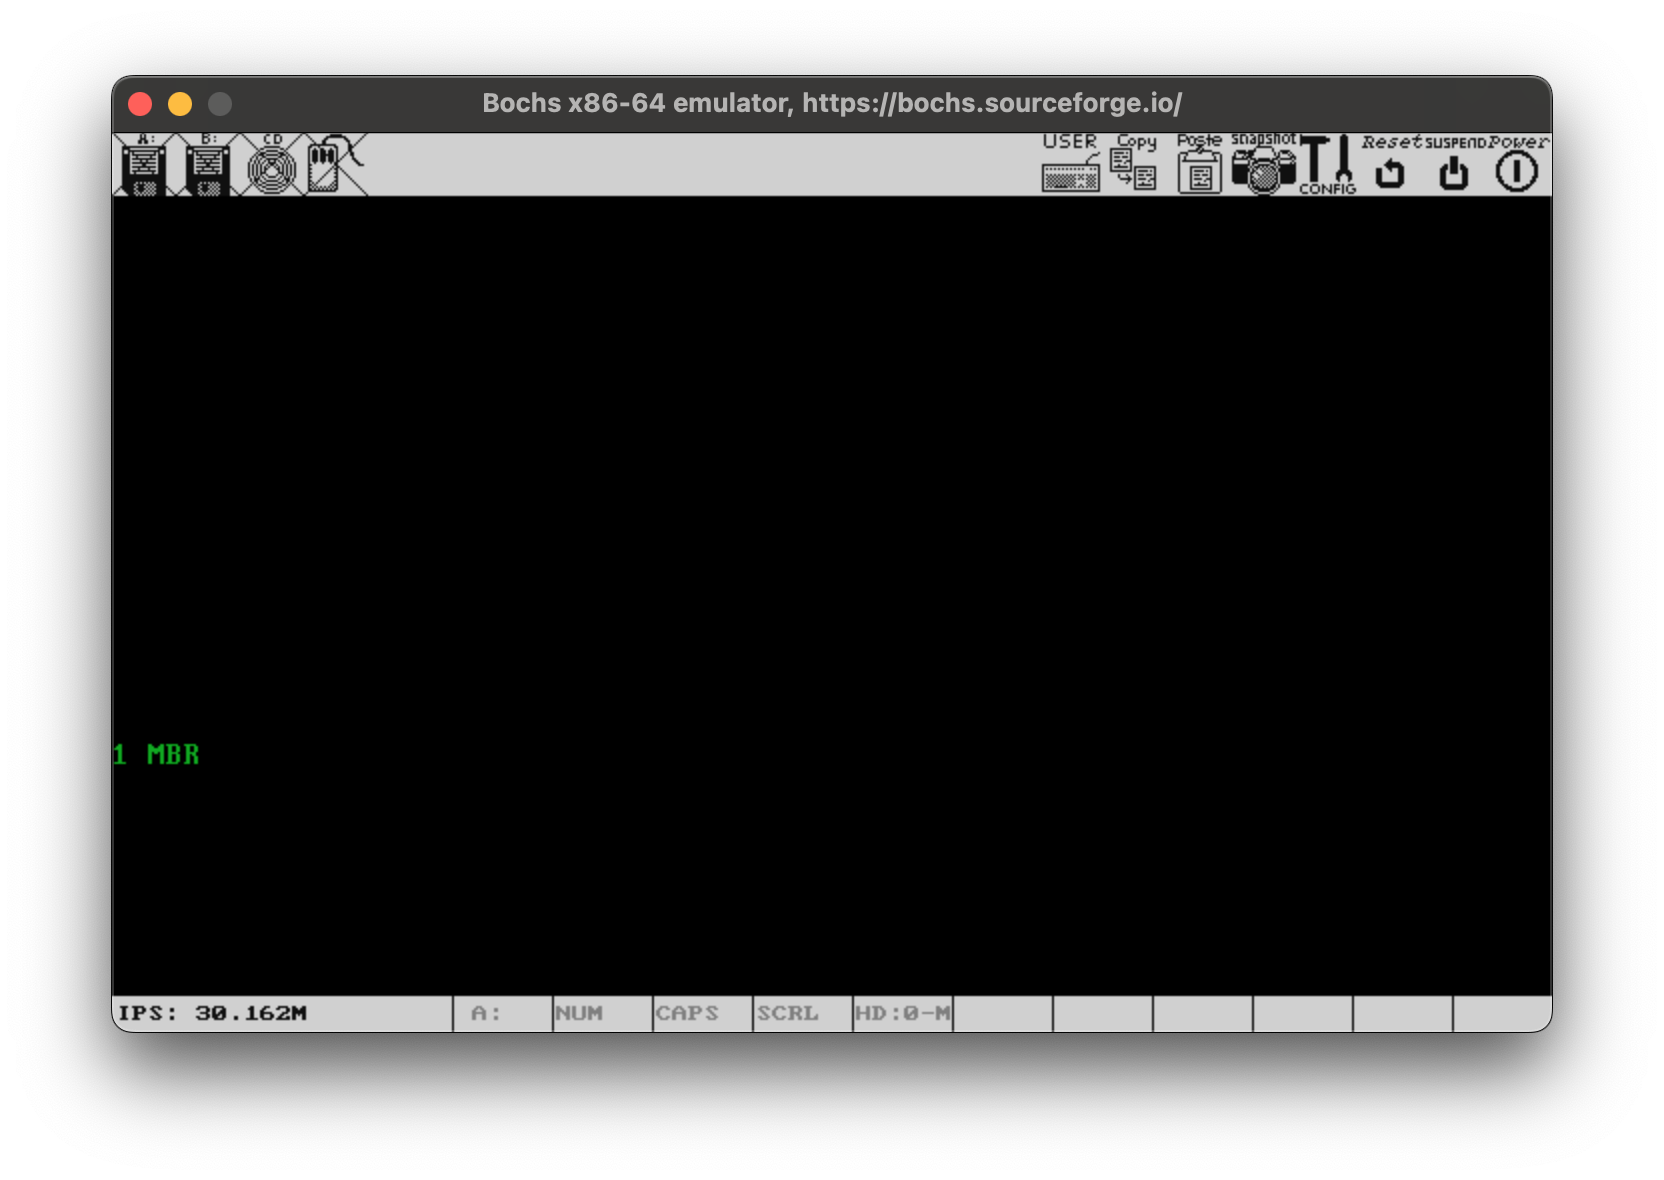 Bochs x86-64 emulator, https://bochs.sourceforge.io/
A: B: CD USER Copy Paste snapshot CONFIG Reset SUSPEND Power
1 MBR
IPS: 30.162M A: NUM CAPS SCRL HD:0-M